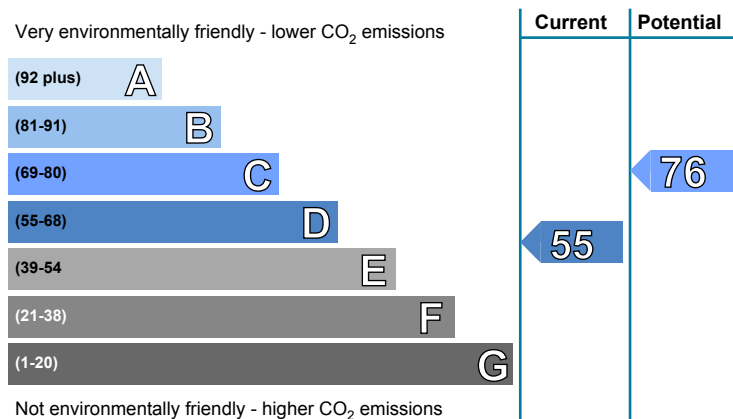 Current Potential
Very environmentally friendly - lower CO2 emissions
(92 plus) A
(81-91) B
(69-80) C
76
(55-68) D
55
(39-54 E
(21-38) F
(1-20) G
Not environmentally friendly - higher CO2 emissions